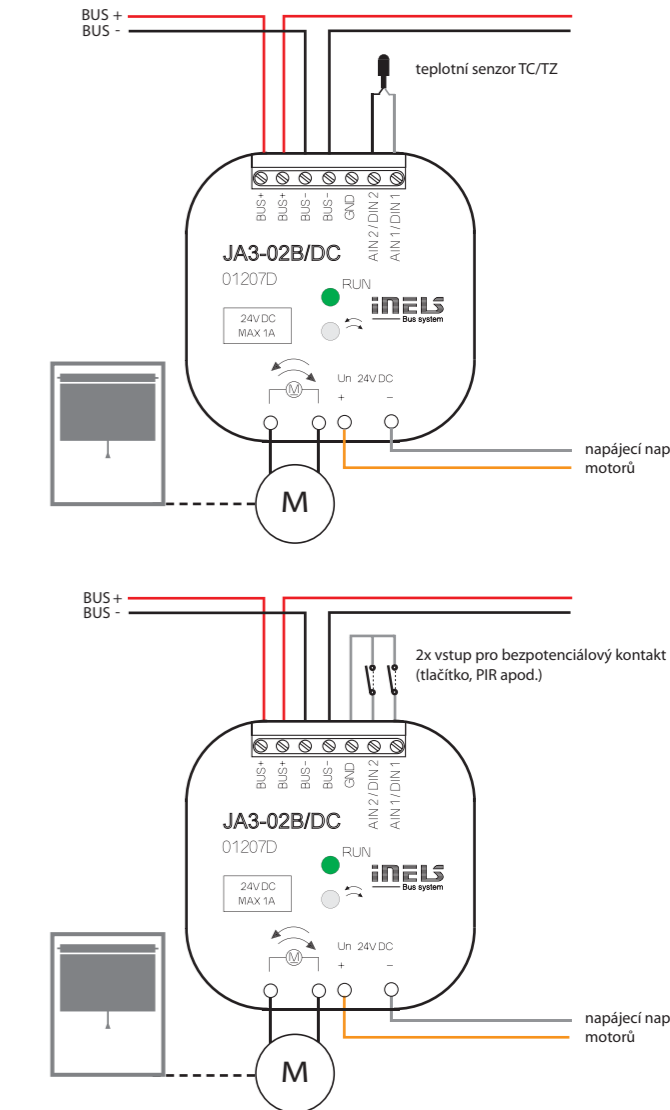 BUS +
BUS -
teplotní senzor TC/TZ
BUS+
BUS+
BUS-
BUS-
GND
AIN 2 / DIN 2
AIN 1 / DIN 1
JA3-02B/DC
01207D
RUN
iNELS
Bus system
24V DC
MAX 1A
M
Un 24V DC
+ −
napájecí nap
motorů
M
BUS +
BUS -
2x vstup pro bezpotenciálový kontakt
(tlačítko, PIR apod.)
BUS+
BUS+
BUS-
BUS-
GND
AIN 2 / DIN 2
AIN 1 / DIN 1
JA3-02B/DC
01207D
RUN
iNELS
Bus system
24V DC
MAX 1A
M
Un 24V DC
+ −
napájecí nap
motorů
M